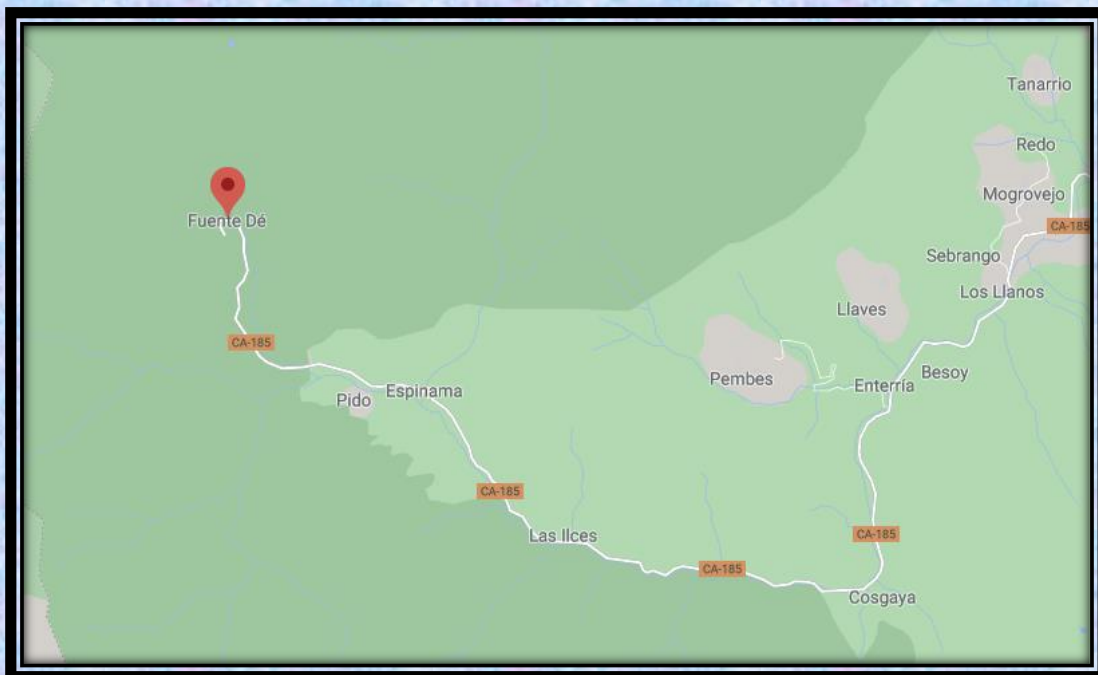 Tanarrio
Redo
Mogrovejo
Fuente Dé
CA-185
Sebrango
Los Llanos
Llaves
CA-185
Besoy
Pembes
Enterría
Espinama
Pido
CA-185
Las Ilces
CA-185
CA-185
Cosgaya